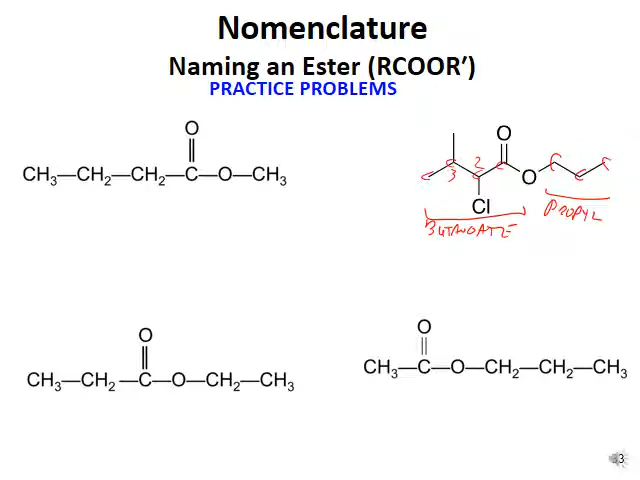 Nomenclature
Naming an Ester (RCOOR’)
PRACTICE PROBLEMS
O
CH₃—CH₂—CH₂—C—O—CH₃
O
C C 2 C O C C C
3
Cl
BUTANOATE PROPYL
O
CH₃—CH₂—C—O—CH₂—CH₃
O
CH₃—C—O—CH₂—CH₂—CH₃